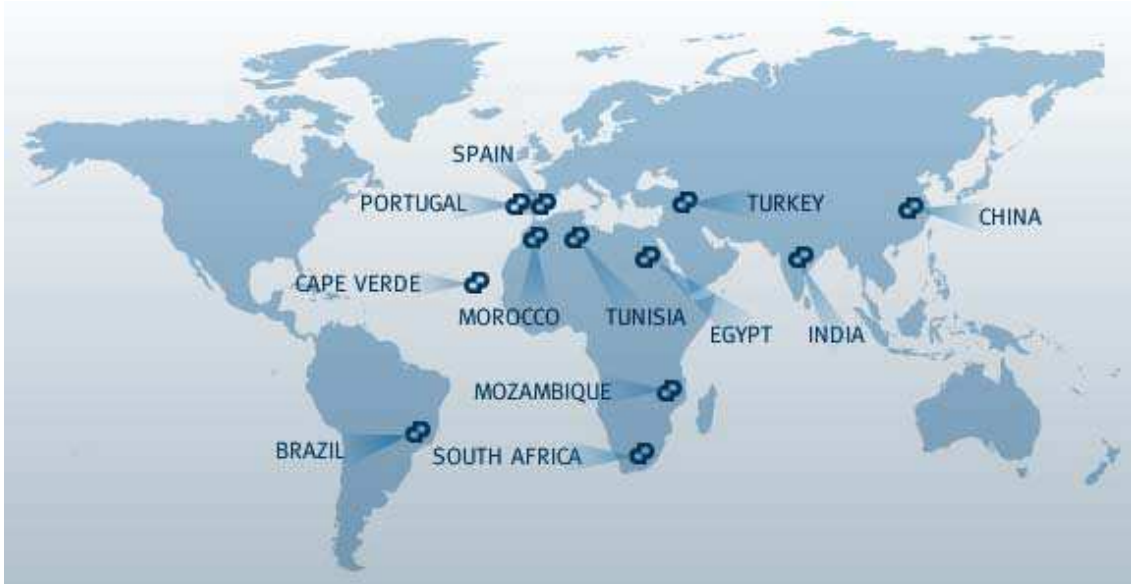 SPAIN
PORTUGAL
TURKEY
CHINA
CAPE VERDE
MOROCCO
TUNISIA
EGYPT
INDIA
MOZAMBIQUE
BRAZIL
SOUTH AFRICA